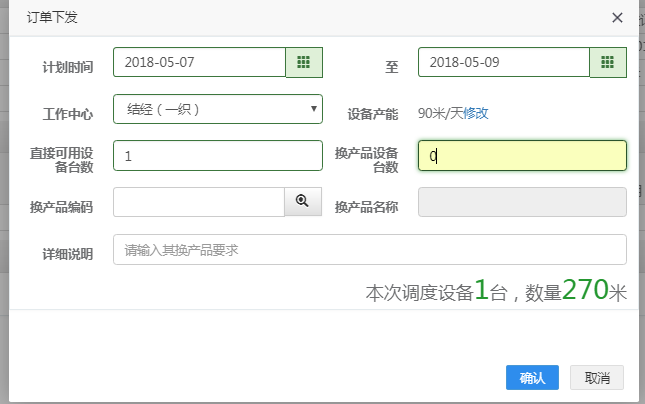 订单下发
计划时间 2018-05-07 至 2018-05-09
工作中心 结经（一织） 设备产能 90米/天修改
直接可用设
备台数 1 换产品设备
台数 0
换产品编码 换产品名称
详细说明 请输入其换产品要求
本次调度设备1台，数量270米
确认 取消